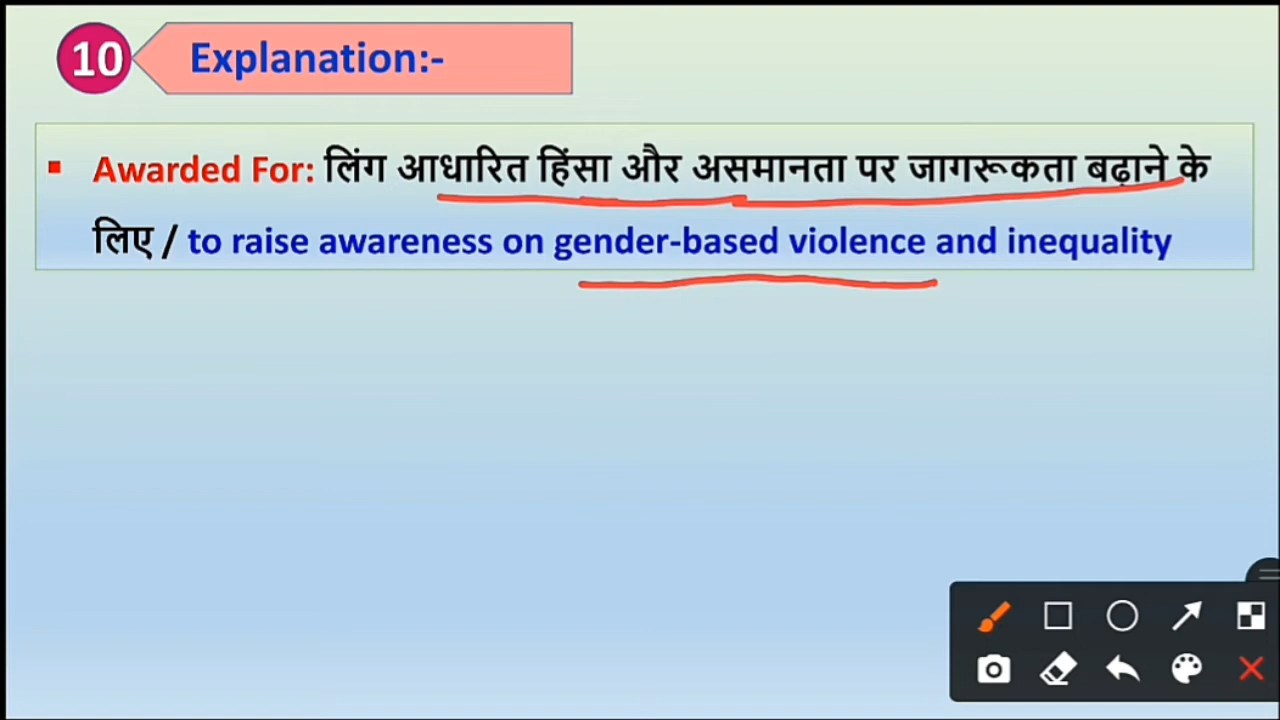 10 Explanation:-
Awarded For: लिंग आधारित हिंसा और असमानता पर जागरूकता बढ़ाने के
लिए / to raise awareness on gender-based violence and inequality